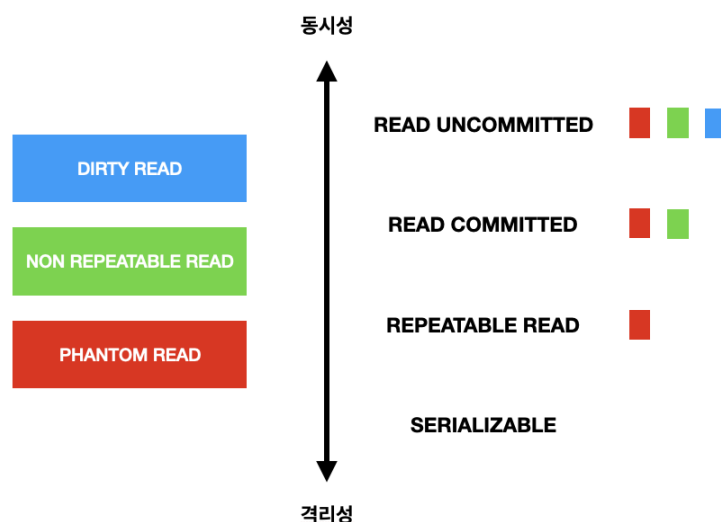 동시성
DIRTY READ
NON REPEATABLE READ
PHANTOM READ
READ UNCOMMITTED
READ COMMITTED
REPEATABLE READ
SERIALIZABLE
격리성